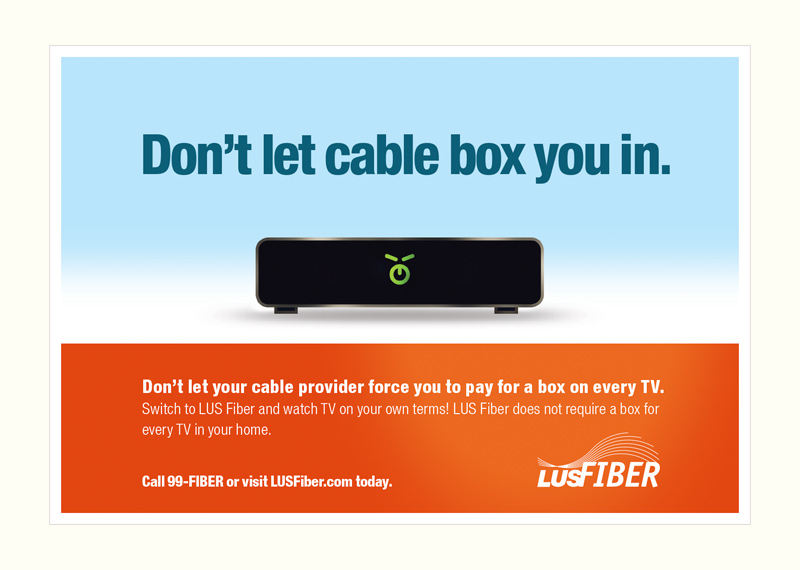 Don't let cable box you in.
Don't let your cable provider force you to pay for a box on every TV.
Switch to LUS Fiber and watch TV on your own terms! LUS Fiber does not require a box for
every TV in your home.
Call 99-FIBER or visit LUSFiber.com today.
LUSFIBER